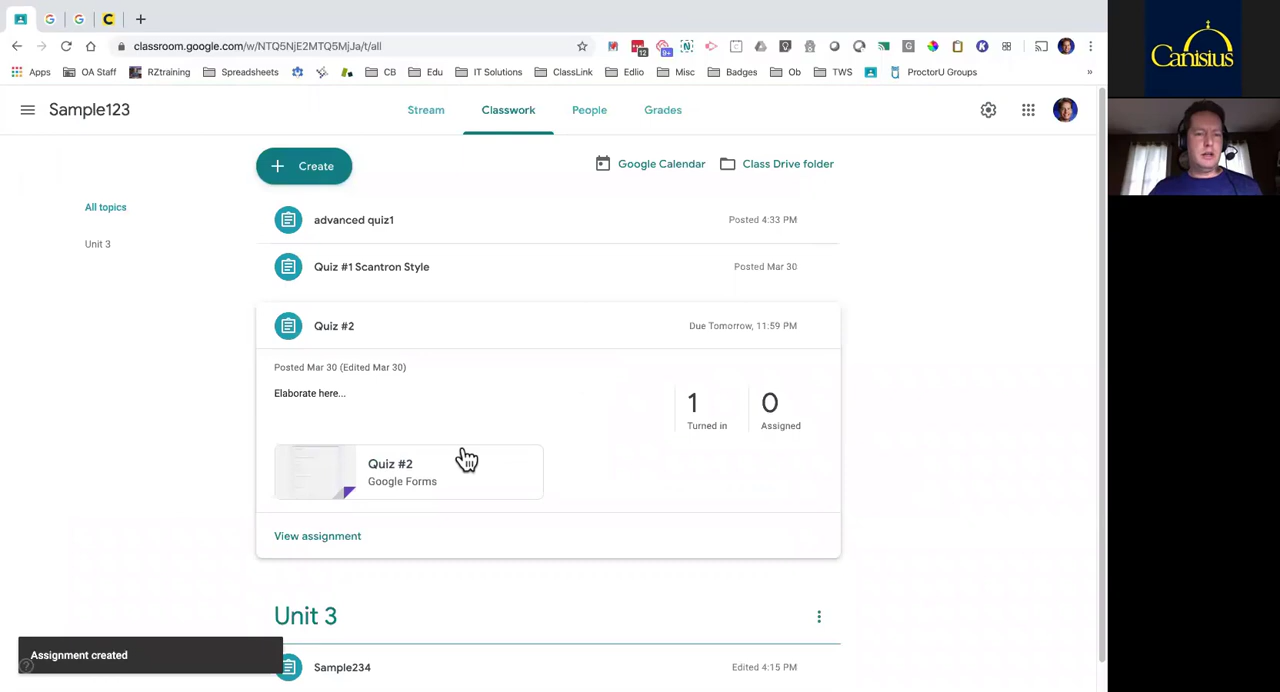 classroom.google.com/w/NTQ5NjE2MTQ5MjJa/t/all
12
9+
Apps
OA Staff
RZtraining
Spreadsheets
CB
Edu
IT Solutions
ClassLink
Edlio
Misc
Badges
Ob
TWS
ProctorU Groups
»
Canisius
Sample123
Stream
Classwork
People
Grades
Create
Google Calendar
Class Drive folder
All topics
Unit 3
advanced quiz1
Posted 4:33 PM
Quiz #1 Scantron Style
Posted Mar 30
Quiz #2
Due Tomorrow, 11:59 PM
Posted Mar 30 (Edited Mar 30)
Elaborate here...
1
Turned in
0
Assigned
Quiz #2
Google Forms
View assignment
Unit 3
Assignment created
Sample234
Edited 4:15 PM